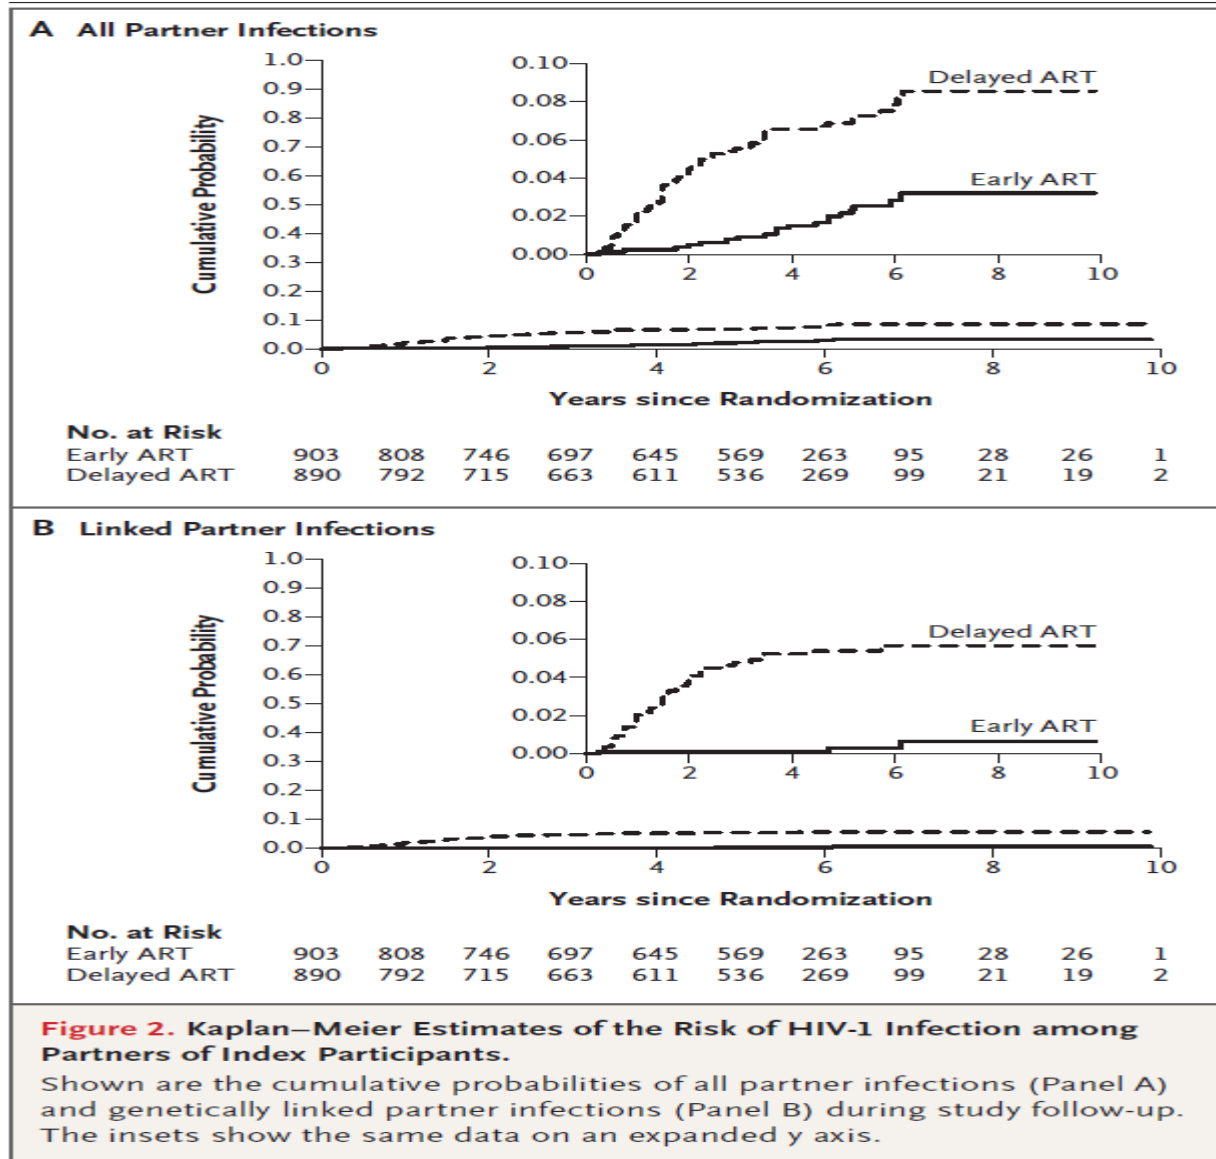 A All Partner Infections
Cumulative Probability
1.0
0.9
0.8
0.7
0.6
0.5
0.4
0.3
0.2
0.1
0.0
0 2 4 6 8 10
0.10
0.08
0.06
0.04
0.02
0.00
0 2 4 6 8 10
Delayed ART
Early ART
Years since Randomization
No. at Risk
Early ART 903 808 746 697 645 569 263 95 28 26 1
Delayed ART 890 792 715 663 611 536 269 99 21 19 2
B Linked Partner Infections
Cumulative Probability
1.0
0.9
0.8
0.7
0.6
0.5
0.4
0.3
0.2
0.1
0.0
0 2 4 6 8 10
0.10
0.08
0.06
0.04
0.02
0.00
0 2 4 6 8 10
Delayed ART
Early ART
Years since Randomization
No. at Risk
Early ART 903 808 746 697 645 569 263 95 28 26 1
Delayed ART 890 792 715 663 611 536 269 99 21 19 2
Figure 2. Kaplan–Meier Estimates of the Risk of HIV-1 Infection among
Partners of Index Participants.
Shown are the cumulative probabilities of all partner infections (Panel A)
and genetically linked partner infections (Panel B) during study follow-up.
The insets show the same data on an expanded y axis.